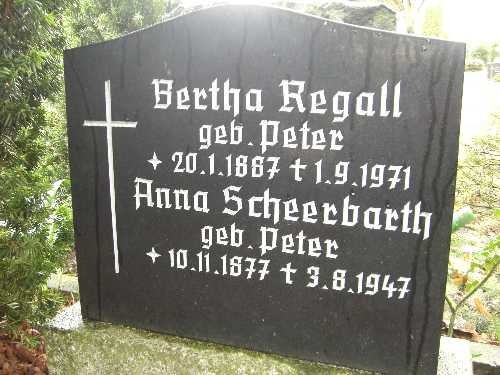 Bertha Regall
geb. Peter
✦ 20.1.1887 ✝ 1.9.1971
Anna Scheerbarth
geb. Peter
✦ 10.11.1877 ✝ 3.8.1947